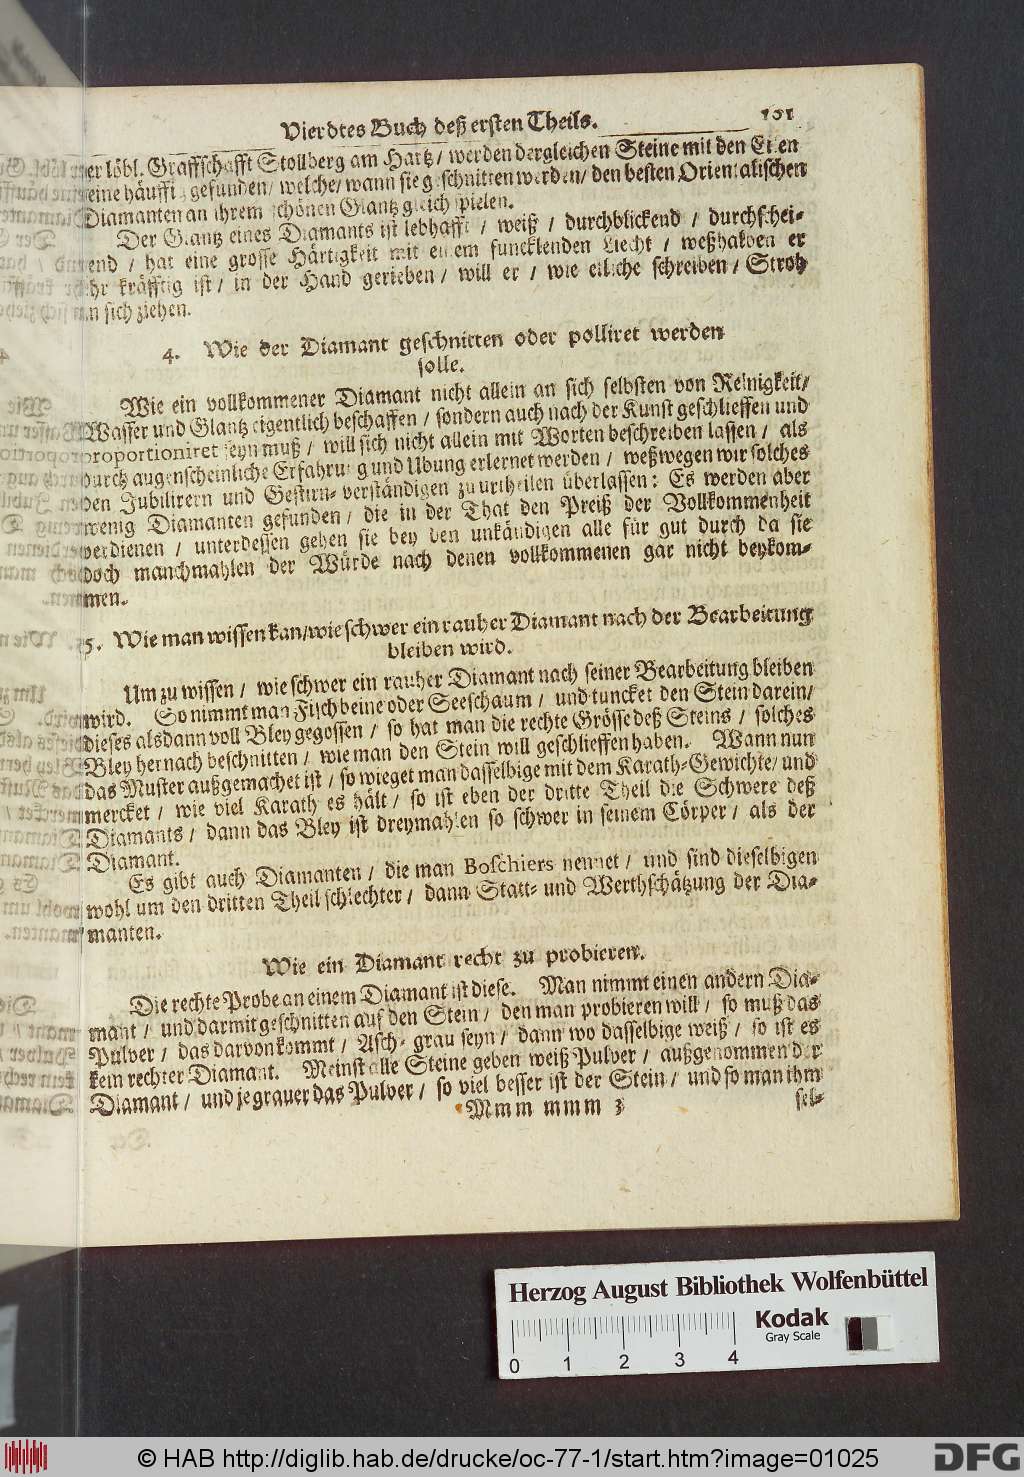 Vierdtes Buch deß ersten Theils. 151
er löbl. Graffschafft Stollberg am Hartz / werden dergleichen Steine mit den
eine häuffig gefunden / welche / wann sie geschnitten werden / den besten Orientalischen
Diamanten an ihrem schönen Glantz gleich spielen.
Der Glantz eines Diamants ist lebhafft / weiß / durchblickend / durchschei-
end / hat eine grosse Härtigkeit mit einem funcklenden Liecht / weßhalben er
hr kräfftig ist / in der Hand gerieben / will er / wie etliche schreiben / Stroh
n sich ziehen.
4. Wie der Diamant geschnitten oder polliret werden
solle.
Wie ein vollkommener Diamant nicht allein an sich selbsten von Reinigkeit /
Wasser und Glantz eigentlich beschaffen / sondern auch nach der Kunst geschlieffen und
proportioniret seyn muß / will sich nicht allein mit Worten beschreiben lassen / als
durch augenscheinliche Erfahrung und Ubung erlernet werden / weßwegen wir solches
den Jubilirern und Gestirn-verständigen zu urtheilen überlassen: Es werden aber
wenig Diamanten gefunden / die in der That den Preiß der Vollkommenheit
verdienen / unterdessen gehen sie bey den unkündigen alle für gut durch da sie
doch manchmahlen der Würde nach denen vollkommenen gar nicht beykom-
men.
5. Wie man wissen kan / wie schwer ein rauher Diamant nach der Bearbeitung
bleiben wird.
Um zu wissen / wie schwer ein rauher Diamant nach seiner Bearbeitung bleiben
wird. So nimmt man Fischbeine oder Seeschaum / und tuncket den Stein darein /
dieses alsdann voll Bley gegossen / so hat man die rechte Grösse deß Steins / solches
Bley hernach beschnitten / wie man den Stein will geschlieffen haben. Wann nun
das Muster außgemachet ist / so wieget man dasselbige mit dem Karath-Gewichte / und
mercket / wie viel Karath es hält / so ist eben der dritte Theil die Schwere deß
Diamants / dann das Bley ist dreymahlen so schwer in seinem Cörper / als der
Diamant.
Es gibt auch Diamanten / die man Boschiers nennet / und sind dieselbigen
wohl um den dritten Theil schlechter / dann Statt- und Werthschätzung der Dia-
manten.
Wie ein Diamant recht zu probieren.
Die rechte Probe an einem Diamant ist diese. Man nimmt einen andern Dia-
mant / und darmit geschnitten auf den Stein / den man probieren will / so muß das
Pulver / das darvon kommt / Asch-grau seyn / dann wo dasselbige weiß / so ist es
kein rechter Diamant. Meinst alle Steine geben weiß Pulver / außgenommen der
Diamant / und je grauer das Pulver / so viel besser ist der Stein / und so man ihm
Mmm mmm 3 sel-
Herzog August Bibliothek Wolfenbüttel
Kodak
Gray Scale
0 1 2 3 4
© HAB http://diglib.hab.de/drucke/oc-77-1/start.htm?image=01025
DFG